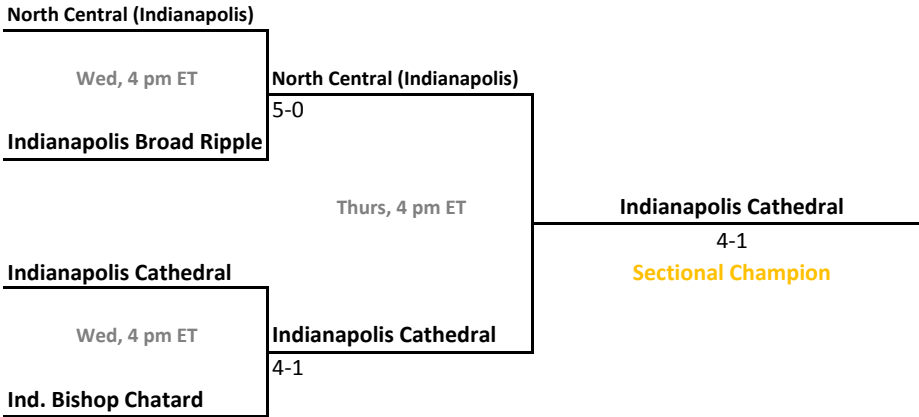 North Central (Indianapolis)
Wed, 4 pm ET
North Central (Indianapolis)
5-0
Indianapolis Broad Ripple
Thurs, 4 pm ET
Indianapolis Cathedral
4-1
Sectional Champion
Indianapolis Cathedral
Wed, 4 pm ET
Indianapolis Cathedral
4-1
Ind. Bishop Chatard